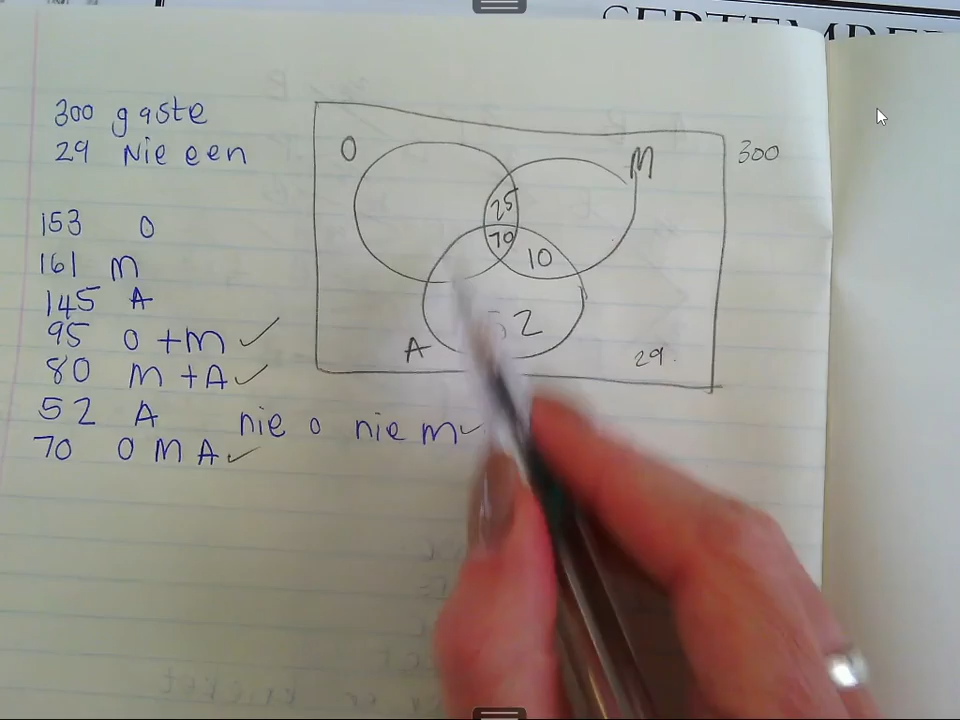 SEPTEMBER
300 gaste
29 Nie een
153 O
161 m
145 A
95 O + m ✓
80 m + A ✓
52 A nie o nie m ✓
70 O M A ✓
O
M
300
25
70
10
52
A
29.